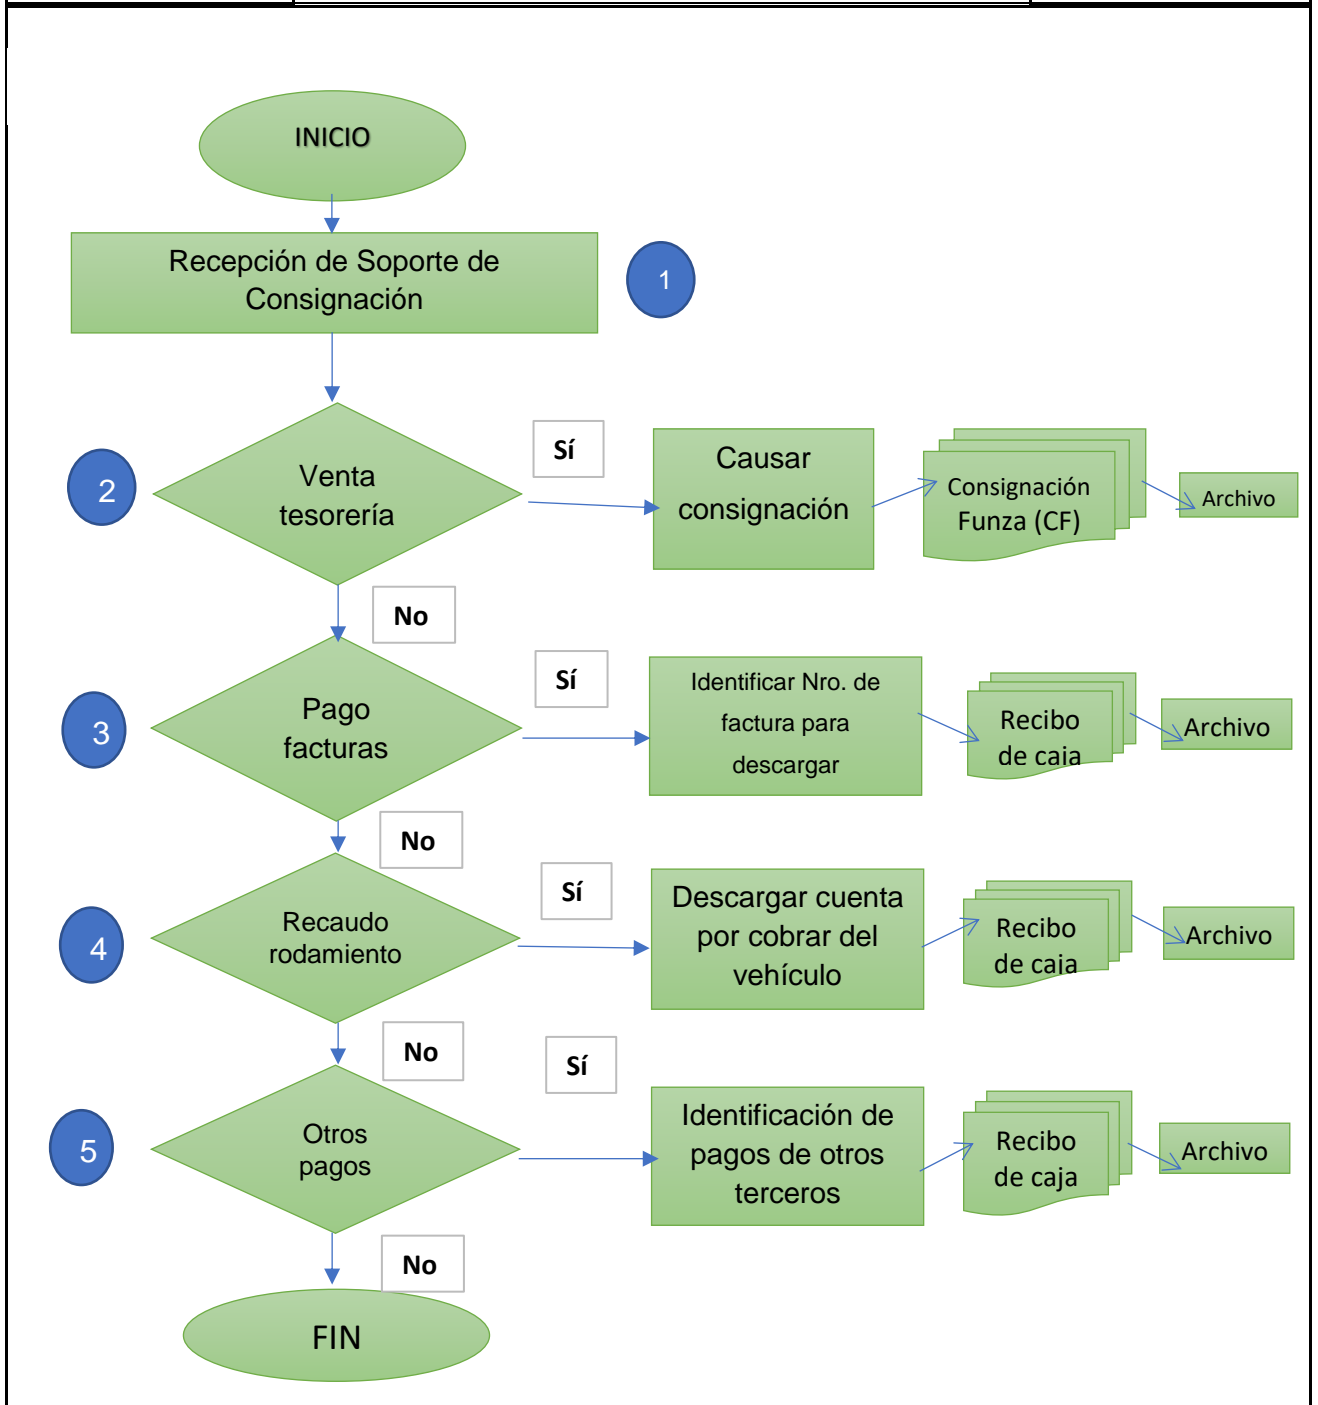 INICIO
Recepción de Soporte de
Consignación
1
2
Venta
tesorería
Sí
Causar
consignación
Consignación
Funza (CF)
Archivo
No
3
Pago
facturas
Sí
Identificar Nro. de
factura para
descargar
Recibo
de caja
Archivo
No
4
Recaudo
rodamiento
Sí
Descargar cuenta
por cobrar del
vehículo
Recibo
de caja
Archivo
No
5
Otros
pagos
Sí
Identificación de
pagos de otros
terceros
Recibo
de caja
Archivo
No
FIN